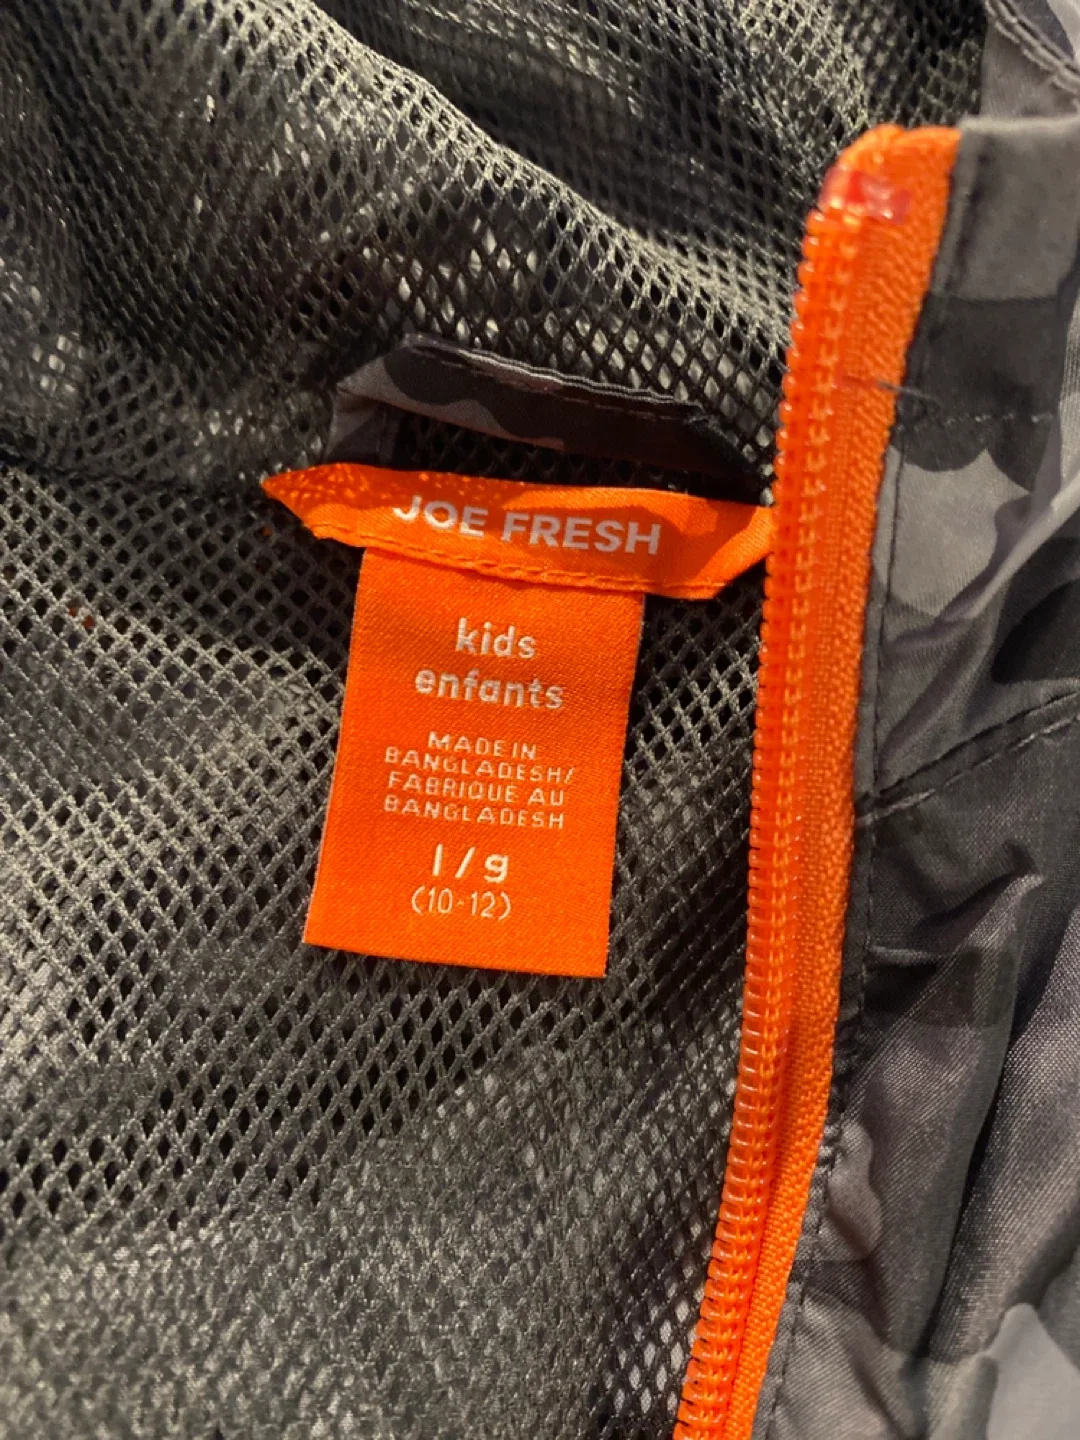 JOE FRESH
kids
enfants
MADE IN
BANGLADESH/
FABRIQUE AU
BANGLADESH
l/g
(10-12)